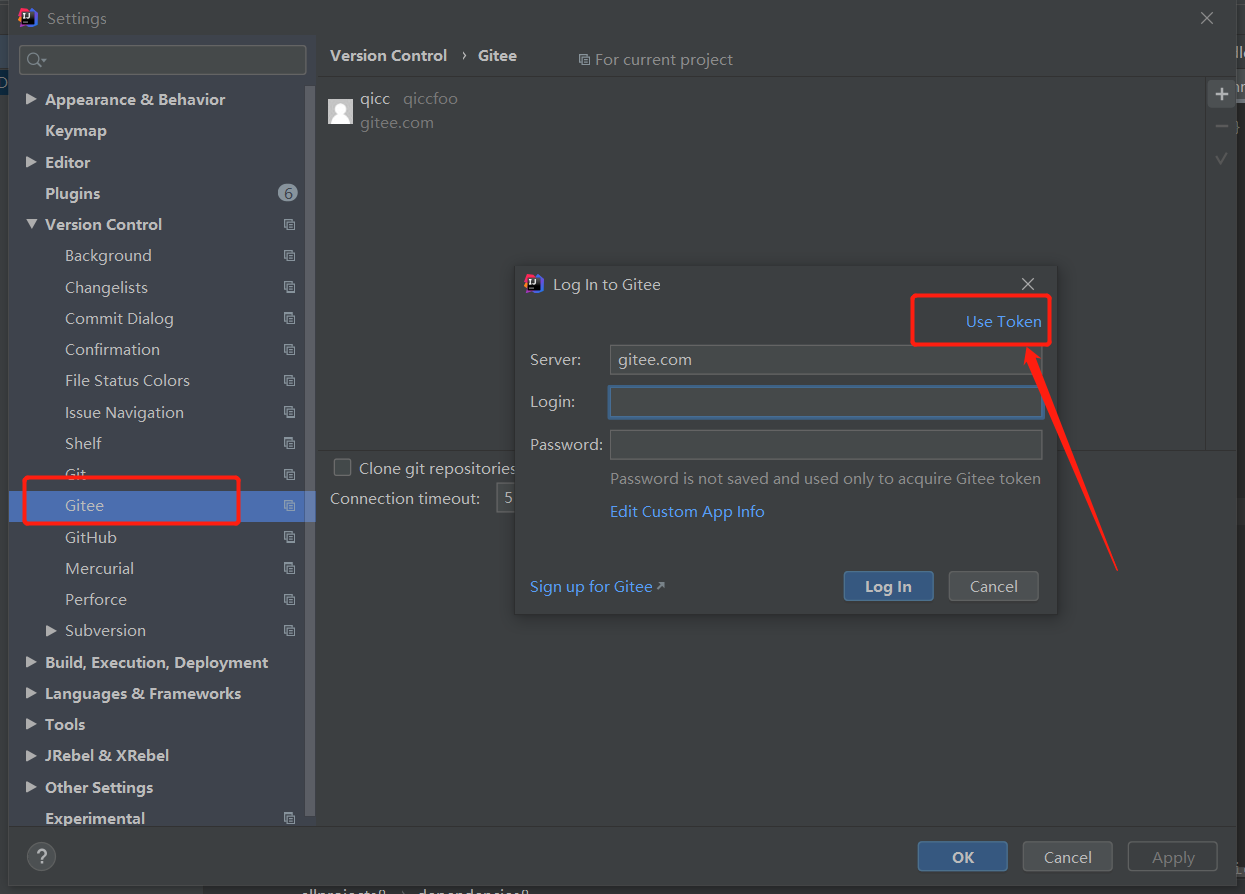 Settings
Version Control › Gitee For current project
Appearance & Behavior
Keymap
Editor
Plugins 6
Version Control
Background
Changelists
Commit Dialog
Confirmation
File Status Colors
Issue Navigation
Shelf
Git
Gitee
GitHub
Mercurial
Perforce
Subversion
Build, Execution, Deployment
Languages & Frameworks
Tools
JRebel & XRebel
Other Settings
Experimental
qicc qiccfoo
gitee.com
Clone git repositories
Connection timeout: 5
Log In to Gitee
Use Token
Server: gitee.com
Login:
Password:
Password is not saved and used only to acquire Gitee token
Edit Custom App Info
Sign up for Gitee
Log In Cancel
? OK Cancel Apply